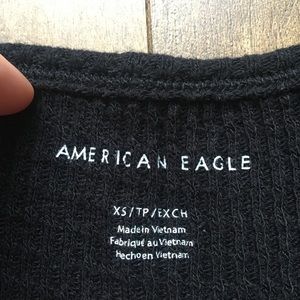 AMERICAN EAGLE
XS/TP/EXCH
Made in Vietnam
Fabriqué au Vietnam
Hecho en Vietnam